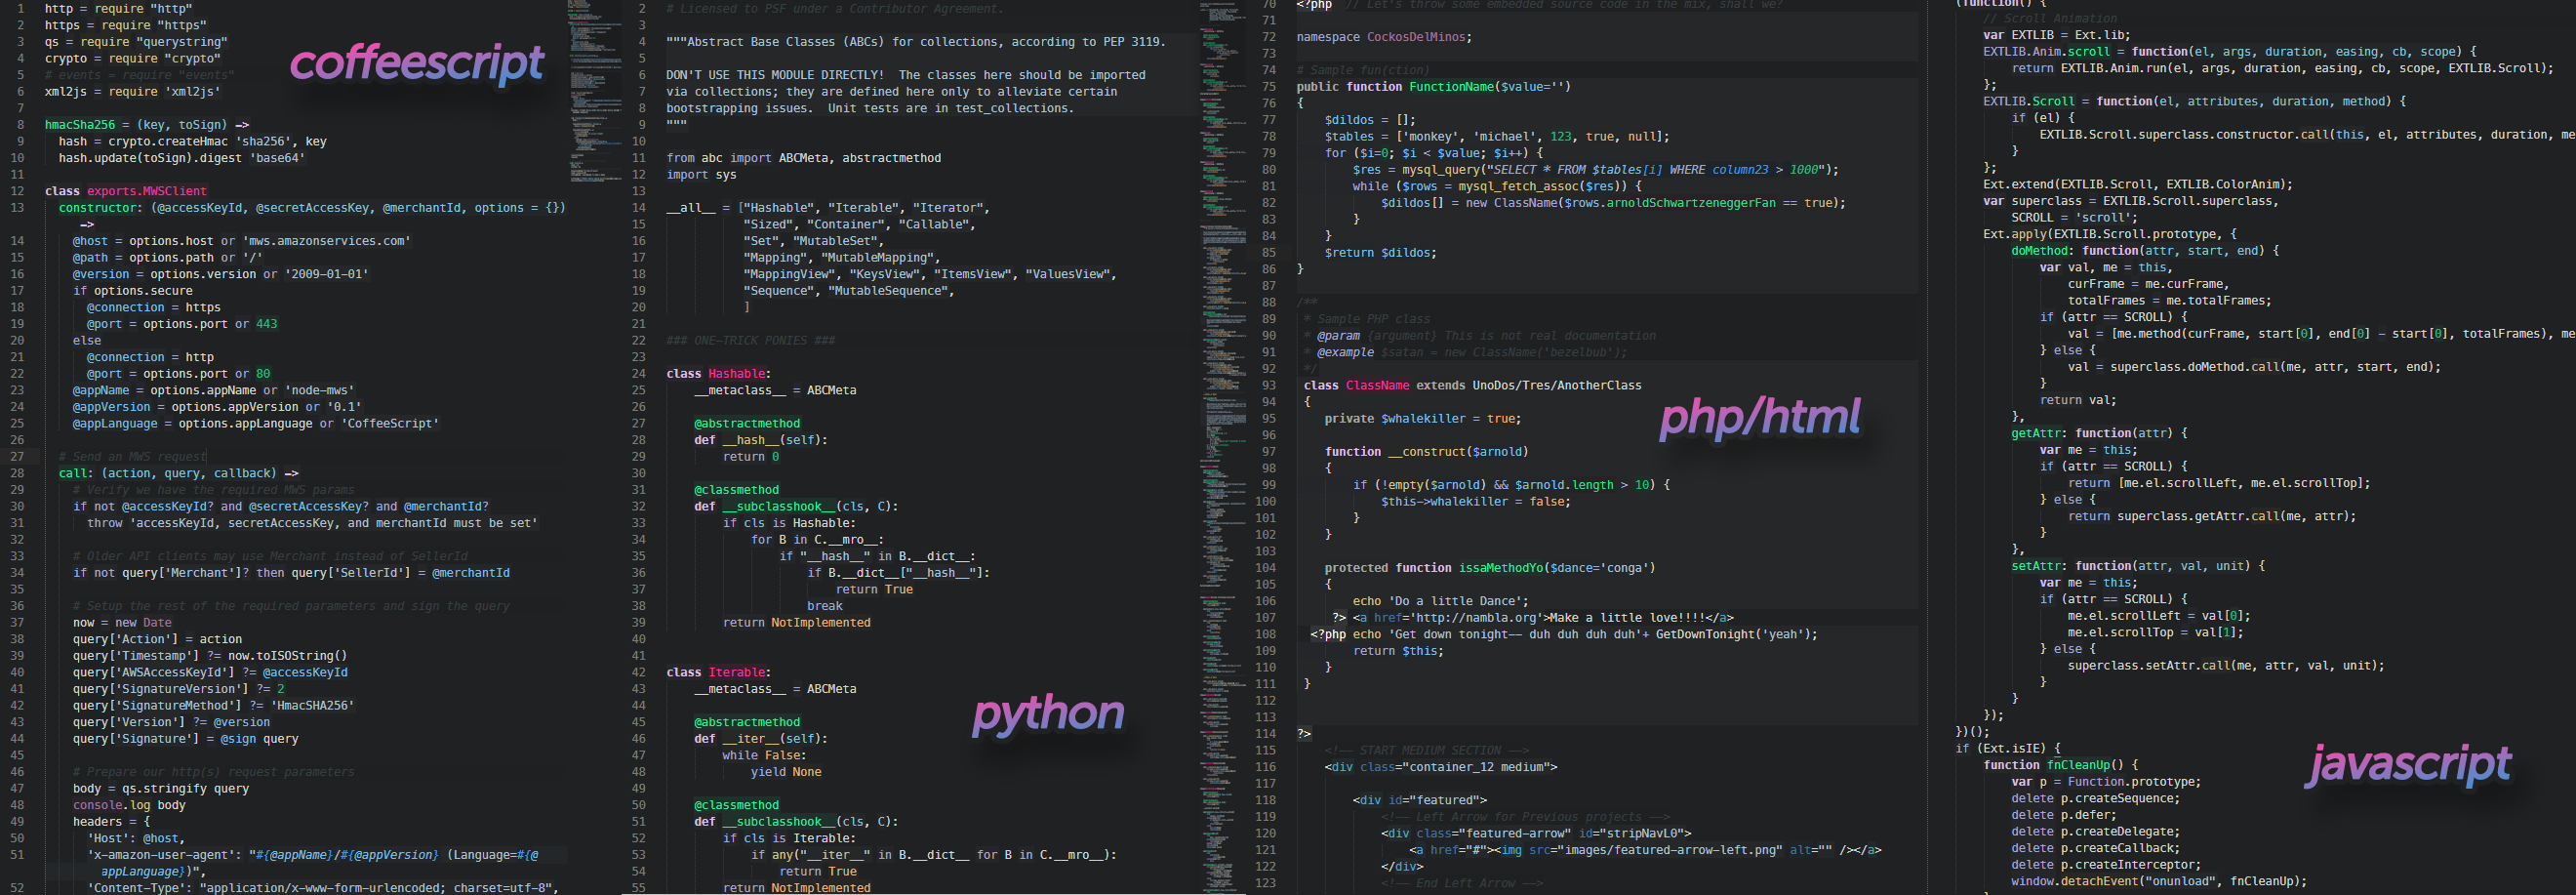 1 http = require "http"
2 https = require "https"
3 qs = require "querystring"
4 crypto = require "crypto"
5 # events = require "events"
6 xml2js = require 'xml2js'
7
8 hmacSha256 = (key, toSign) —>
9 hash = crypto.createHmac 'sha256', key
10 hash.update(toSign).digest 'base64'
11
12 class exports.MWSClient
13 constructor: (@accessKeyId, @secretAccessKey, @merchantId, options = {})
—>
14 @host = options.host or 'mws.amazonservices.com'
15 @path = options.path or '/'
16 @version = options.version or '2009-01-01'
17 if options.secure
18 @connection = https
19 @port = options.port or 443
20 else
21 @connection = http
22 @port = options.port or 80
23 @appName = options.appName or 'node-mws'
24 @appVersion = options.appVersion or '0.1'
25 @appLanguage = options.appLanguage or 'CoffeeScript'
26
27 # Send an MWS request
28 call: (action, query, callback) —>
29 # Verify we have the required MWS params
30 if not @accessKeyId? and @secretAccessKey? and @merchantId?
31 throw 'accessKeyId, secretAccessKey, and merchantId must be set'
32
33 # Older API clients may use Merchant instead of SellerId
34 if not query['Merchant']? then query['SellerId'] = @merchantId
35
36 # Setup the rest of the required parameters and sign the query
37 now = new Date
38 query['Action'] = action
39 query['Timestamp'] ?= now.toISOString()
40 query['AWSAccessKeyId'] ?= @accessKeyId
41 query['SignatureVersion'] ?= 2
42 query['SignatureMethod'] ?= 'HmacSHA256'
43 query['Version'] ?= @version
44 query['Signature'] = @sign query
45
46 # Prepare our http(s) request parameters
47 body = qs.stringify query
48 console.log body
49 headers = {
50 'Host': @host,
51 'x-amazon-user-agent': "#{@appName}/#{@appVersion} (Language=#{@
appLanguage})",
52 'Content-Type': "application/x-www-form-urlencoded; charset=utf-8",
coffeescript
2 # Licensed to PSF under a Contributor Agreement.
3
4 """Abstract Base Classes (ABCs) for collections, according to PEP 3119.
5
6 DON'T USE THIS MODULE DIRECTLY! The classes here should be imported
7 via collections; they are defined here only to alleviate certain
8 bootstrapping issues. Unit tests are in test_collections.
9 """
10
11 from abc import ABCMeta, abstractmethod
12 import sys
13
14 __all__ = ["Hashable", "Iterable", "Iterator",
15 "Sized", "Container", "Callable",
16 "Set", "MutableSet",
17 "Mapping", "MutableMapping",
18 "MappingView", "KeysView", "ItemsView", "ValuesView",
19 "Sequence", "MutableSequence",
20 ]
21
22 ### ONE—TRICK PONIES ###
23
24 class Hashable:
25 __metaclass__ = ABCMeta
26
27 @abstractmethod
28 def __hash__(self):
29 return 0
30
31 @classmethod
32 def __subclasshook__(cls, C):
33 if cls is Hashable:
34 for B in C.__mro__:
35 if "__hash__" in B.__dict__:
36 if B.__dict__["__hash__"]:
37 return True
38 break
39 return NotImplemented
40
41
42 class Iterable:
43 __metaclass__ = ABCMeta
44
45 @abstractmethod
46 def __iter__(self):
47 while False:
48 yield None
49
50 @classmethod
51 def __subclasshook__(cls, C):
52 if cls is Iterable:
53 if any("__iter__" in B.__dict__ for B in C.__mro__):
54 return True
55 return NotImplemented
python
70 <?php // Let's throw some embedded source code in the mix, shall we?
71
72 namespace CockosDelMinos;
73
74 # Sample fun(ction)
75 public function FunctionName($value='')
76 {
77 $dildos = [];
78 $tables = ['monkey', 'michael', 123, true, null];
79 for ($i=0; $i < $value; $i++) {
80 $res = mysql_query("SELECT * FROM $tables[i] WHERE column23 > 1000");
81 while ($rows = mysql_fetch_assoc($res)) {
82 $dildos[] = new ClassName($rows.arnoldSchwartzeneggerFan == true);
83 }
84 }
85 $return $dildos;
86 }
87
88 /**
89 * Sample PHP class
90 * @param {argument} This is not real documentation
91 * @example $satan = new ClassName('bezelbub');
92 */
93 class ClassName extends UnoDos/Tres/AnotherClass
94 {
95 private $whalekiller = true;
96
97 function __construct($arnold)
98 {
99 if (!empty($arnold) && $arnold.length > 10) {
100 $this—>whalekiller = false;
101 }
102 }
103
104 protected function issaMethodYo($dance='conga')
105 {
106 echo 'Do a little Dance';
107 ?> <a href='http://nambla.org'>Make a little love!!!!</a>
108 <?php echo 'Get down tonight—— duh duh duh duh'+ GetDownTonight('yeah');
109 return $this;
110 }
111 }
112
113
114 ?>
115 <!—— START MEDIUM SECTION ——>
116 <div class="container_12 medium">
117
118 <div id="featured">
119 <!—— Left Arrow for Previous projects ——>
120 <div class="featured-arrow" id="stripNavL0">
121 <a href="#"><img src="images/featured-arrow-left.png" alt="" /></a>
122 </div>
123 <!—— End Left Arrow ——>
php/html
(function() {
// Scroll Animation
var EXTLIB = Ext.lib;
EXTLIB.Anim.scroll = function(el, args, duration, easing, cb, scope) {
return EXTLIB.Anim.run(el, args, duration, easing, cb, scope, EXTLIB.Scroll);
};
EXTLIB.Scroll = function(el, attributes, duration, method) {
if (el) {
EXTLIB.Scroll.superclass.constructor.call(this, el, attributes, duration, me
}
};
Ext.extend(EXTLIB.Scroll, EXTLIB.ColorAnim);
var superclass = EXTLIB.Scroll.superclass,
SCROLL = 'scroll';
Ext.apply(EXTLIB.Scroll.prototype, {
doMethod: function(attr, start, end) {
var val, me = this,
curFrame = me.curFrame,
totalFrames = me.totalFrames;
if (attr == SCROLL) {
val = [me.method(curFrame, start[0], end[0] — start[0], totalFrames), me
} else {
val = superclass.doMethod.call(me, attr, start, end);
}
return val;
},
getAttr: function(attr) {
var me = this;
if (attr == SCROLL) {
return [me.el.scrollLeft, me.el.scrollTop];
} else {
return superclass.getAttr.call(me, attr);
}
},
setAttr: function(attr, val, unit) {
var me = this;
if (attr == SCROLL) {
me.el.scrollLeft = val[0];
me.el.scrollTop = val[1];
} else {
superclass.setAttr.call(me, attr, val, unit);
}
}
});
})();
if (Ext.isIE) {
function fnCleanUp() {
var p = Function.prototype;
delete p.createSequence;
delete p.defer;
delete p.createDelegate;
delete p.createCallback;
delete p.createInterceptor;
window.detachEvent("onunload", fnCleanUp);
javascript